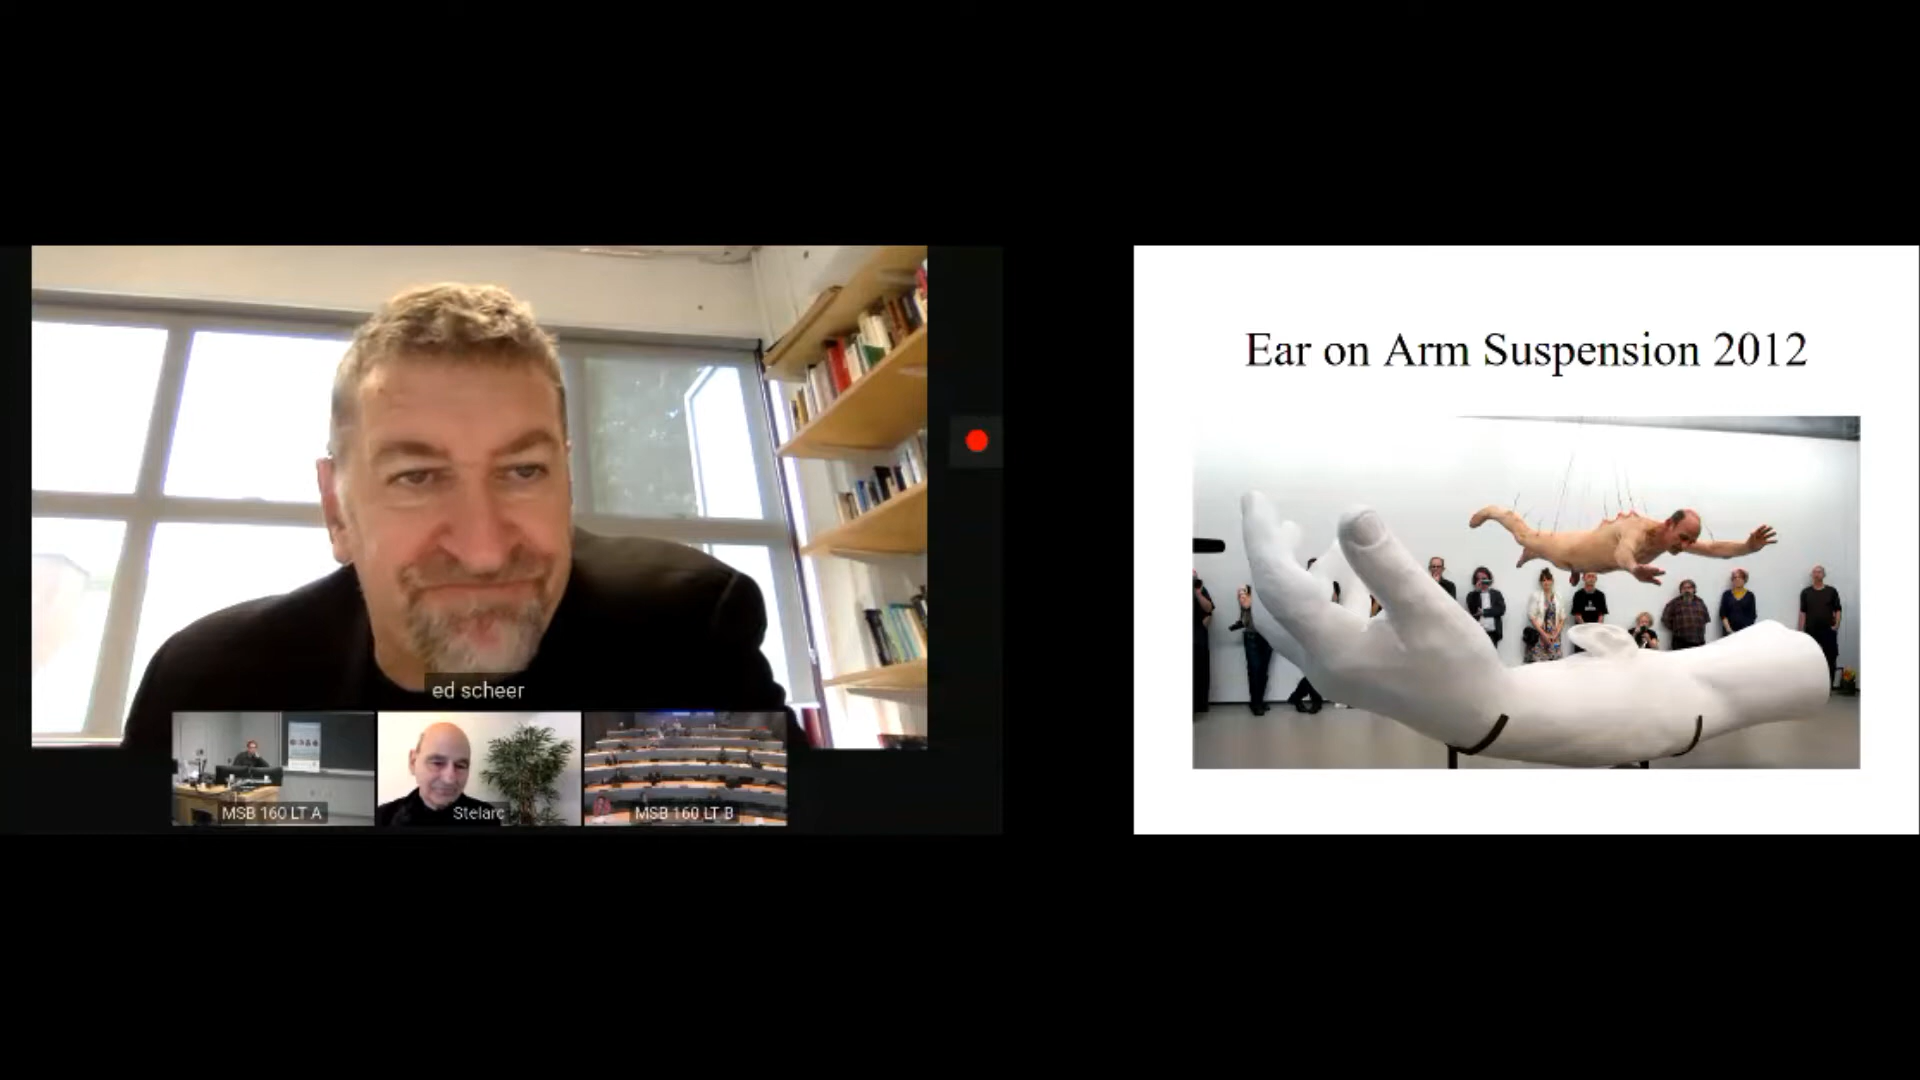 Ear on Arm Suspension 2012
ed scheer
MSB 160 LT A
Stelarc
MSB 160 LT B